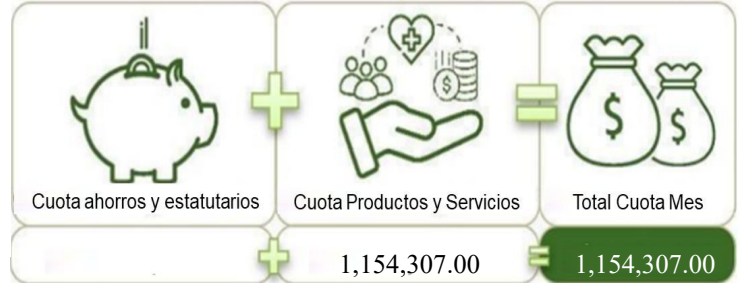 Cuota ahorros y estatutarios
Cuota Productos y Servicios
Total Cuota Mes
1,154,307.00
1,154,307.00